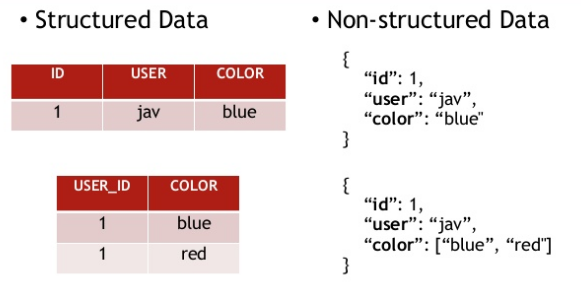 • Structured Data
ID USER COLOR
1 jav blue
USER_ID COLOR
1 blue
1 red
• Non-structured Data
{
“id”: 1,
“user”: “jav”,
“color”: “blue"
}
{
“id”: 1,
“user”: “jav”,
“color”: [“blue”, “red"]
}